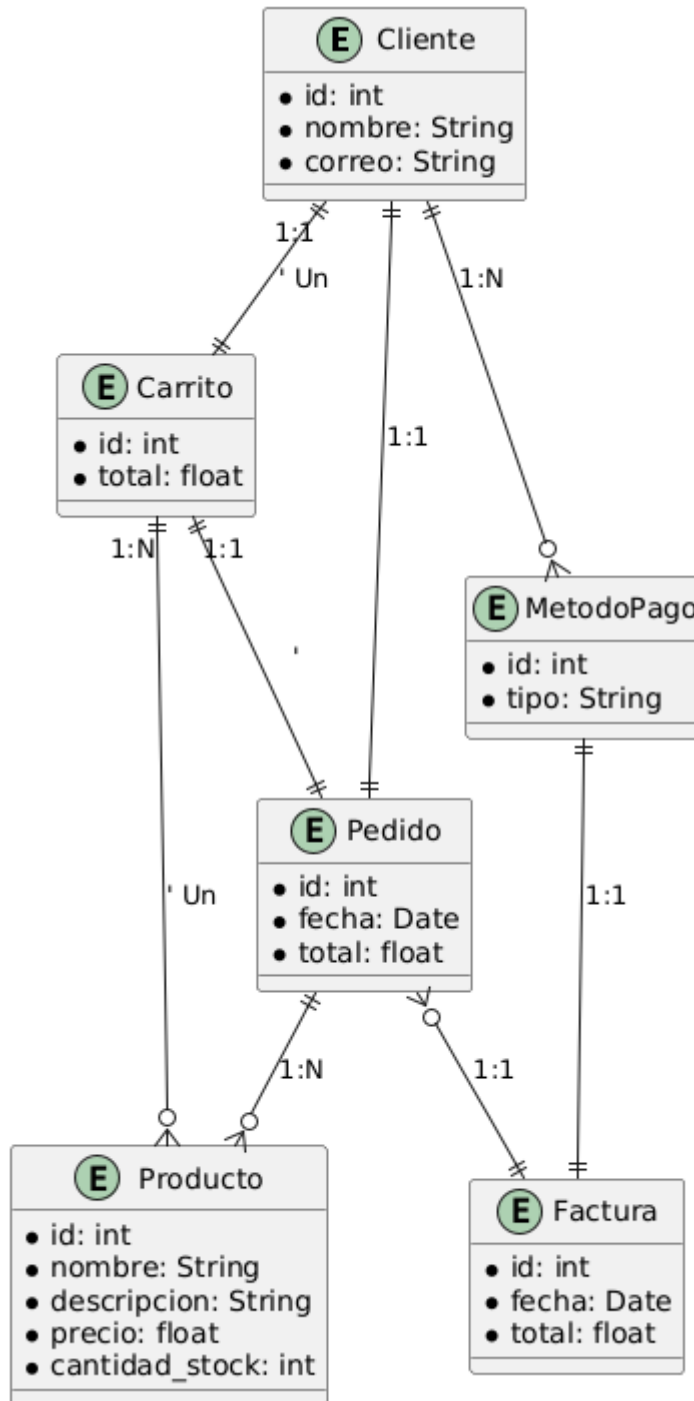 E Cliente
id: int
nombre: String
correo: String
1:1
' Un
1:N
E Carrito
id: int
total: float
1:1
1:N
1:1
'
E MetodoPago
id: int
tipo: String
E Pedido
id: int
fecha: Date
total: float
' Un
1:1
1:N
1:1
E Producto
id: int
nombre: String
descripcion: String
precio: float
cantidad_stock: int
E Factura
id: int
fecha: Date
total: float